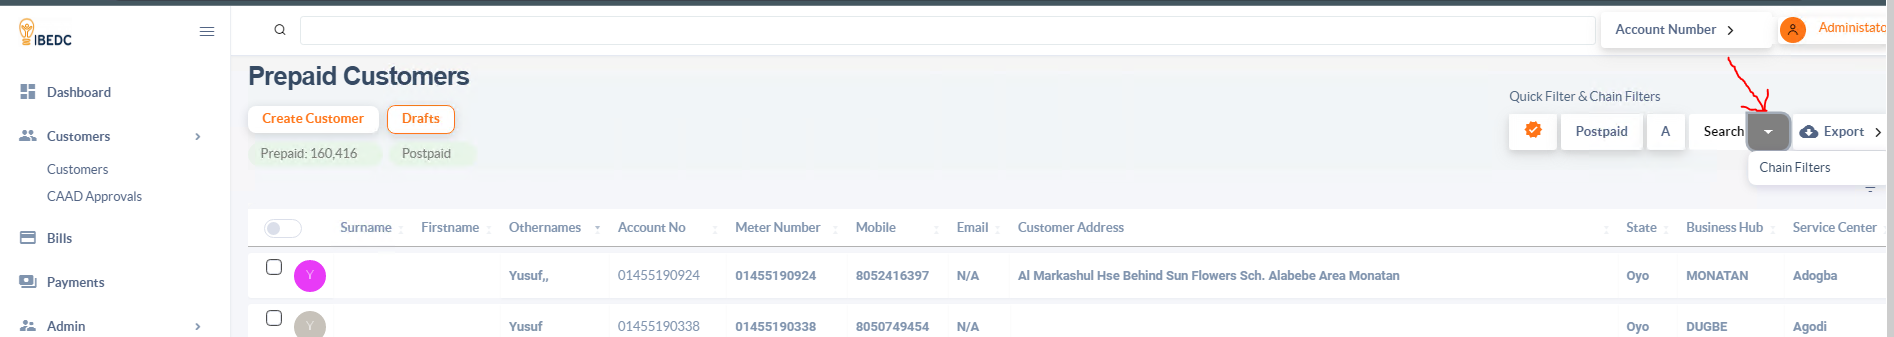 IBEDC
Account Number
Administato
Prepaid Customers
Dashboard
Quick Filter & Chain Filters
Create Customer Drafts
Customers
Postpaid A Search Export
Prepaid: 160,416 Postpaid
Customers
Chain Filters
CAAD Approvals
Surname Firstname Othernames Account No Meter Number Mobile Email Customer Address State Business Hub Service Center
Bills
Y Yusuf,, 01455190924 01455190924 8052416397 N/A Al Markashul Hse Behind Sun Flowers Sch. Alabebe Area Monatan Oyo MONATAN Adogba
Payments
Y Yusuf 01455190338 01455190338 8050749454 N/A Oyo DUGBE Agodi
Admin